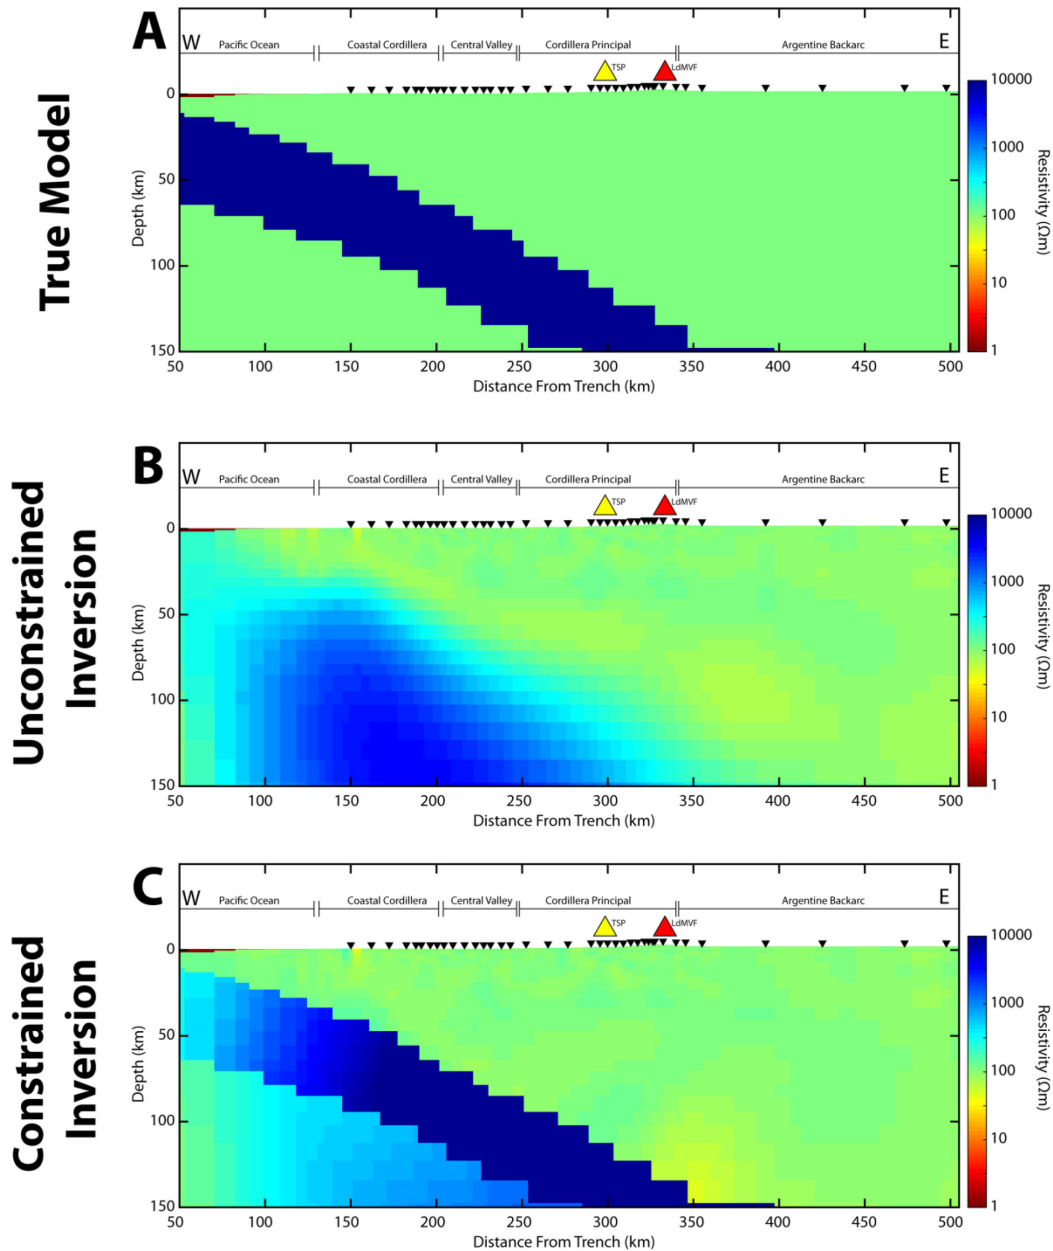 A
W
E
Pacific Ocean
Coastal Cordillera
Central Valley
Cordillera Principal
Argentine Backarc
TSP
LdMVF
True Model
Depth (km)
0
50
100
150
50
100
150
200
250
300
350
400
450
500
Distance From Trench (km)
10000
1000
100
10
1
Resistivity (Ωm)
B
W
E
Pacific Ocean
Coastal Cordillera
Central Valley
Cordillera Principal
Argentine Backarc
TSP
LdMVF
Unconstrained
Inversion
Depth (km)
0
50
100
150
50
100
150
200
250
300
350
400
450
500
Distance From Trench (km)
10000
1000
100
10
1
Resistivity (Ωm)
C
W
E
Pacific Ocean
Coastal Cordillera
Central Valley
Cordillera Principal
Argentine Backarc
TSP
LdMVF
Constrained
Inversion
Depth (km)
0
50
100
150
50
100
150
200
250
300
350
400
450
500
Distance From Trench (km)
10000
1000
100
10
1
Resistivity (Ωm)